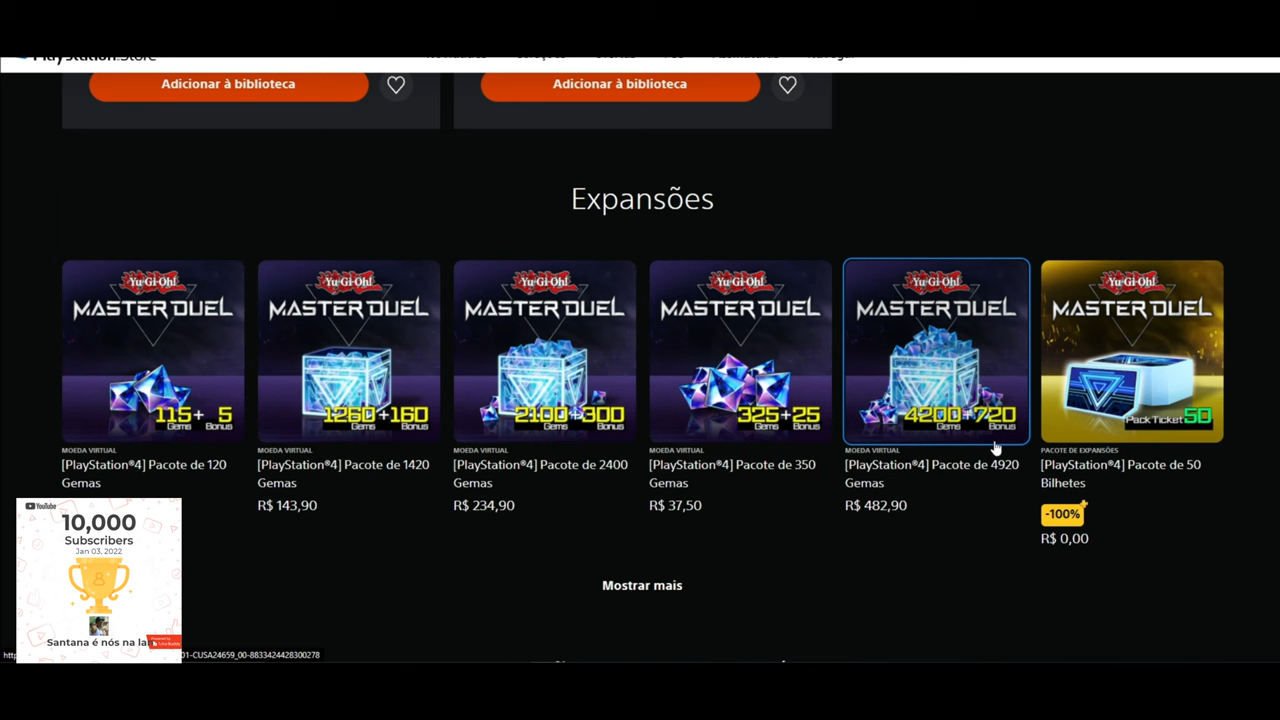 PlayStation.Store
Adicionar à biblioteca
Adicionar à biblioteca
Expansões
Yu-Gi-Oh!
MASTER DUEL
115+ 5
Gems Bonus
Yu-Gi-Oh!
MASTER DUEL
1260+160
Gems Bonus
Yu-Gi-Oh!
MASTER DUEL
2100+300
Gems Bonus
Yu-Gi-Oh!
MASTER DUEL
325+25
Gems Bonus
Yu-Gi-Oh!
MASTER DUEL
4200+720
Gems Bonus
Yu-Gi-Oh!
MASTER DUEL
Pack Ticket 50
MOEDA VIRTUAL
[PlayStation®4] Pacote de 120
Gemas
MOEDA VIRTUAL
[PlayStation®4] Pacote de 1420
Gemas
R$ 143,90
MOEDA VIRTUAL
[PlayStation®4] Pacote de 2400
Gemas
R$ 234,90
MOEDA VIRTUAL
[PlayStation®4] Pacote de 350
Gemas
R$ 37,50
MOEDA VIRTUAL
[PlayStation®4] Pacote de 4920
Gemas
R$ 482,90
PACOTE DE EXPANSÕES
[PlayStation®4] Pacote de 50
Bilhetes
-100%
R$ 0,00
Mostrar mais
YouTube
10,000
Subscribers
Jan 03, 2022
Santana é nós na la
01-CUSA24659_00-8833424428300278